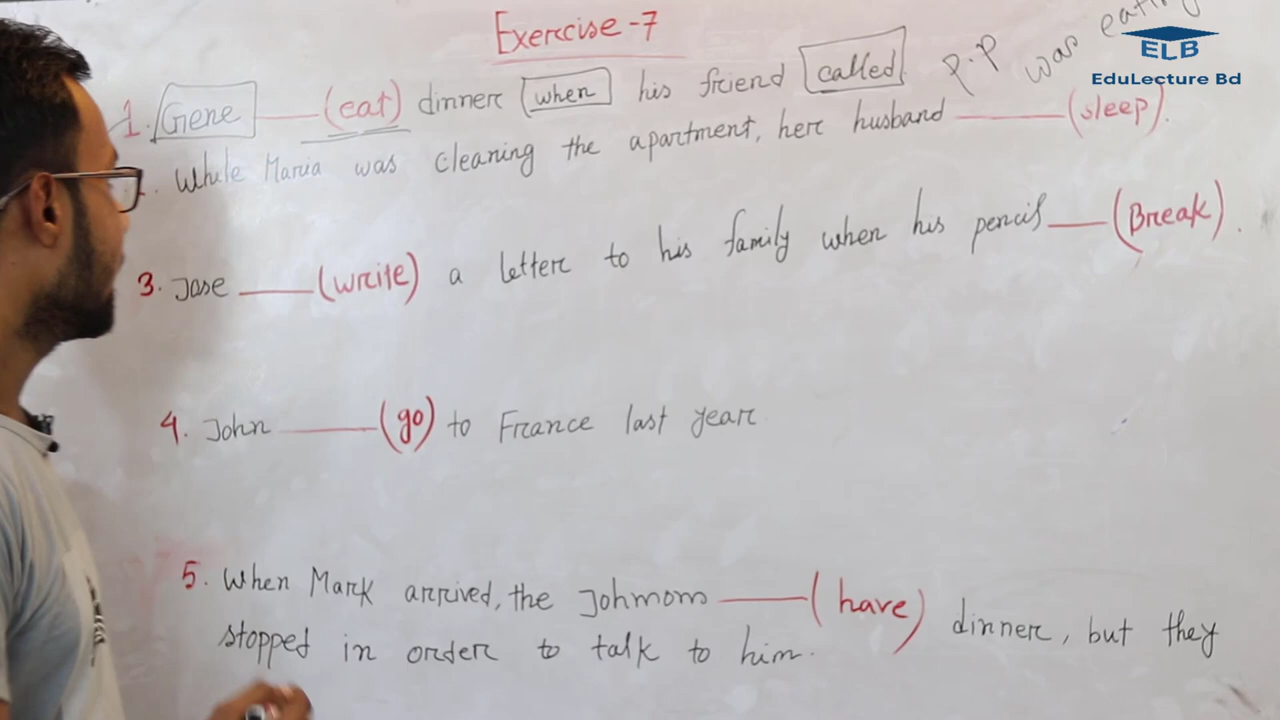 Exercise-7
1. Gene ____ (eat) dinner when his friend called. P.P was eating
ELB
EduLecture Bd
. While Maria was cleaning the apartment, her husband ____ (sleep).
3. Jose ____ (write) a letter to his family when his pencil ____ (Break).
4. John ____ (go) to France last year
5. When Mark arrived, the Johmom ____ (have) dinner, but they
stopped in order to talk to him.